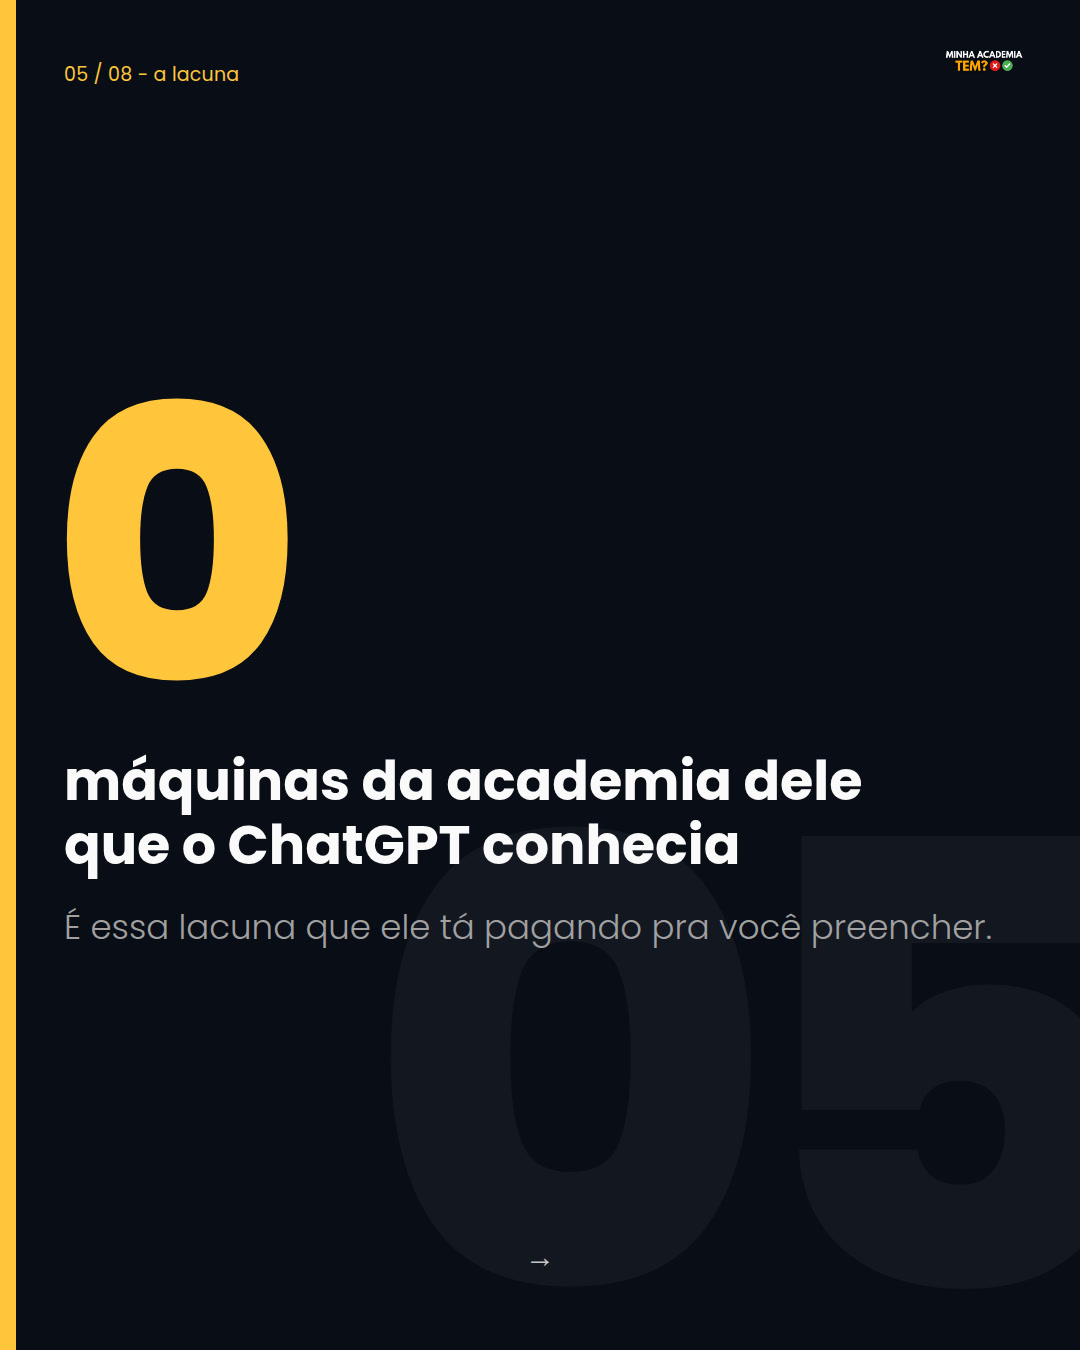 05 / 08 - a lacuna
MINHA ACADEMIA
TEM?
0
máquinas da academia dele
que o ChatGPT conhecia
É essa lacuna que ele tá pagando pra você preencher.
05
→